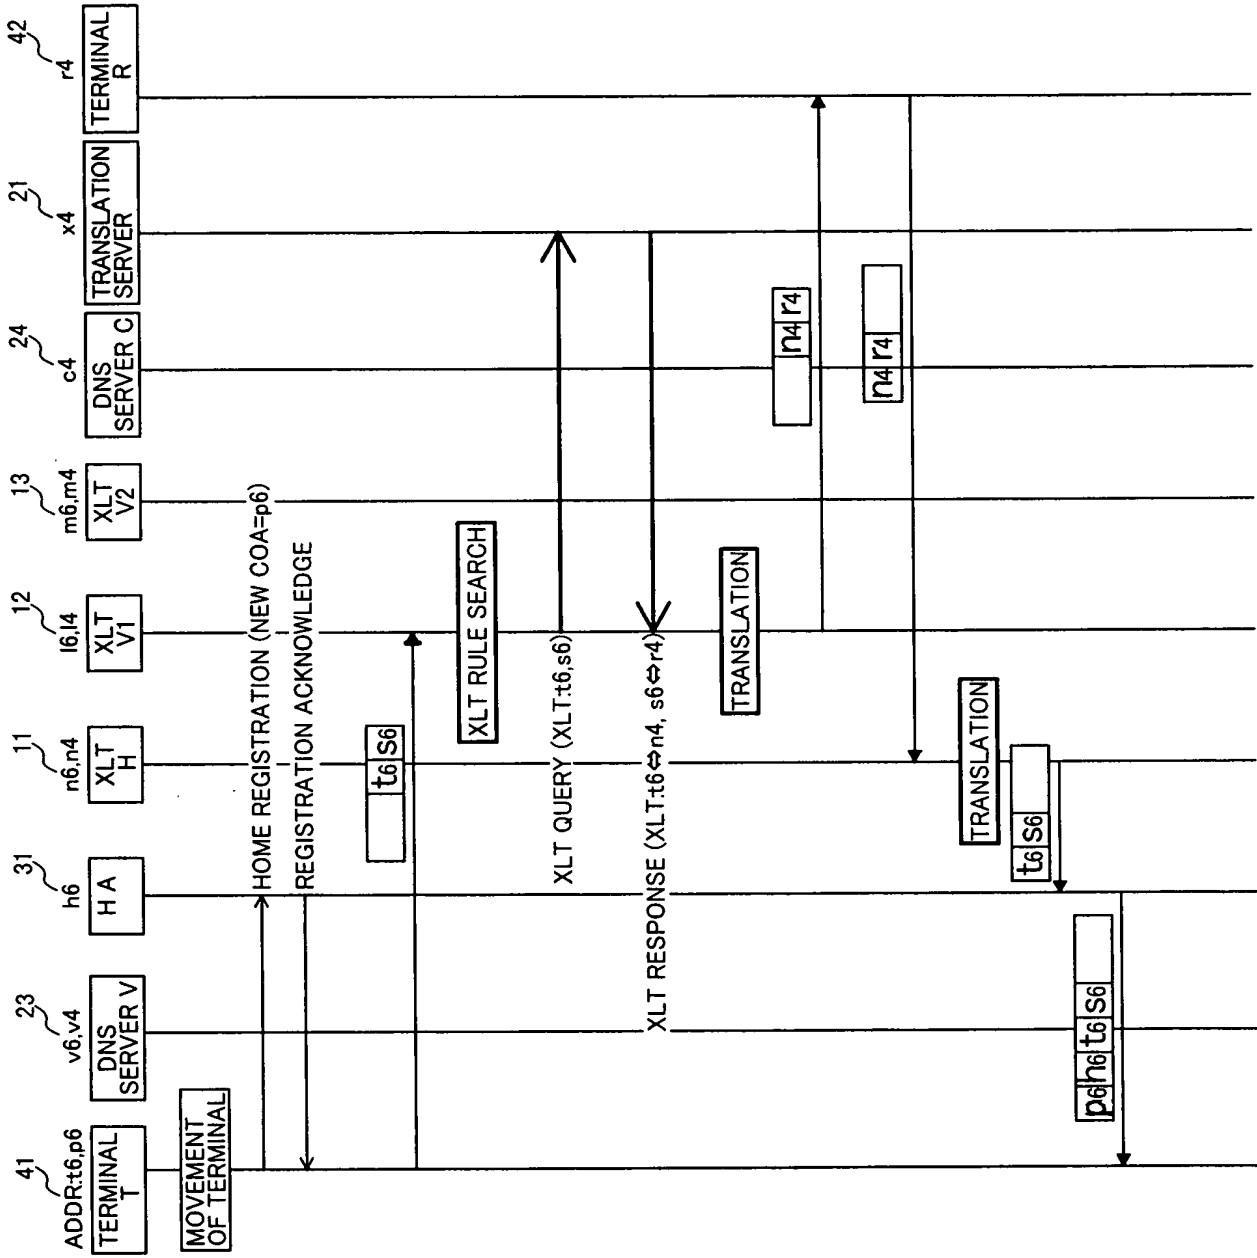 41
ADDR:t6,p6
TERMINAL
T
23
v6,v4
DNS
SERVER V
31
h6
H A
11
n6,n4
XLT
H
12
l6,l4
XLT
V1
13
m6,m4
XLT
V2
24
c4
DNS
SERVER C
21
x4
TRANSLATION
SERVER
42
r4
TERMINAL
R
MOVEMENT
OF TERMINAL
HOME REGISTRATION (NEW COA=p6)
REGISTRATION ACKNOWLEDGE
t6 s6
XLT RULE SEARCH
XLT QUERY (XLT:t6,s6)
XLT RESPONSE (XLT:t6⇔n4, s6⇔r4)
TRANSLATION
n4 r4
n4 r4
TRANSLATION
t6 s6
p6 h6 t6 s6